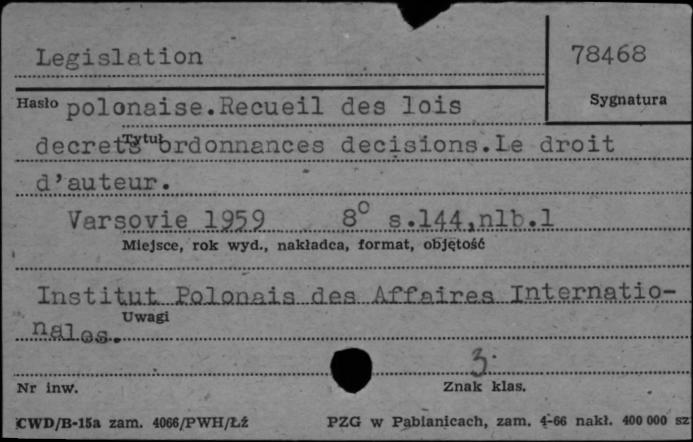 Legislation
78468
Hasło polonaise.Recueil des lois
Sygnatura
Tytuł
decrets ordonnances decisions.Le droit
d'auteur.
Varsovie 1959 8° s.144,nlb.1
Miejsce, rok wyd., nakładca, format, objętość
Institut Polonais des Affaires Internatio-
Uwagi
nales.
3.
Nr inw. Znak klas.
CWD/B-15a zam. 4066/PWH/Łź PZG w Pabianicach, zam. 4-66 nakł. 400 000 sz